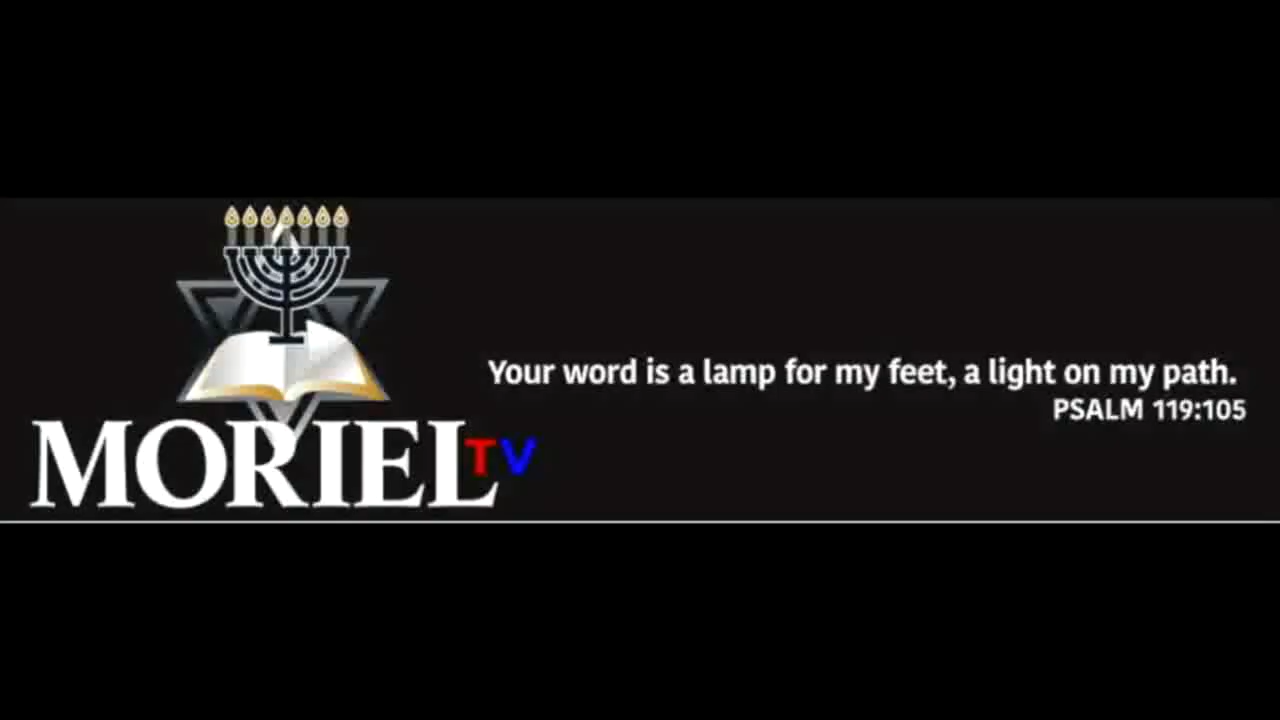 Your word is a lamp for my feet, a light on my path.
PSALM 119:105
MORIEL TV